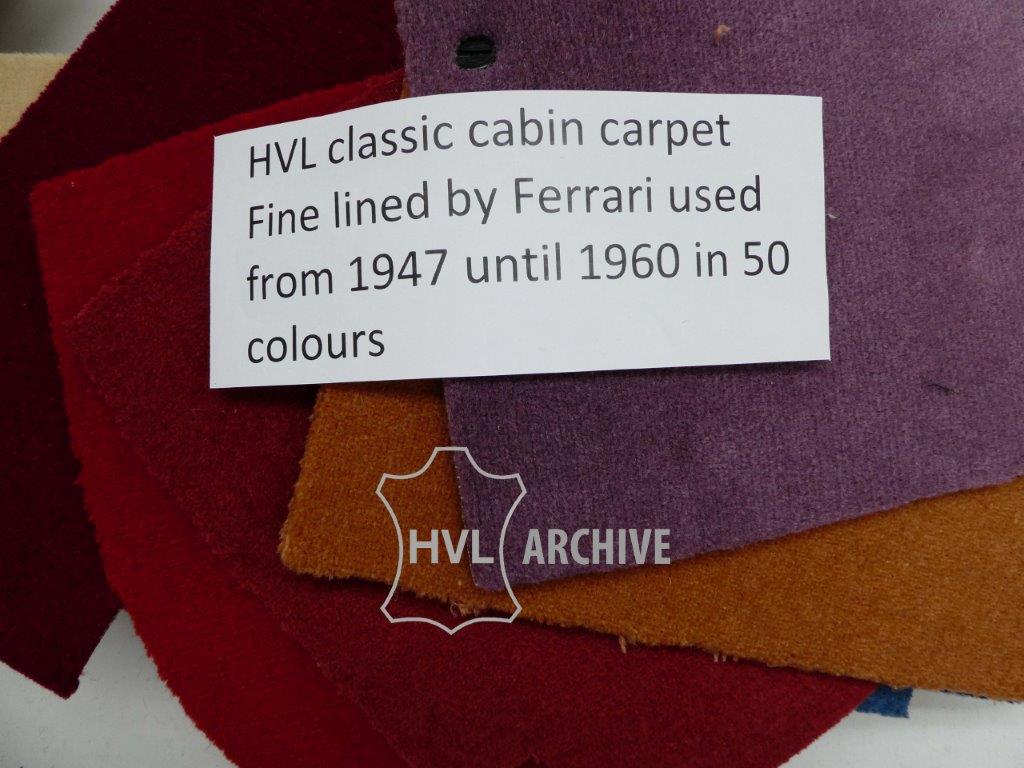 HVL classic cabin carpet
Fine lined by Ferrari used
from 1947 until 1960 in 50
colours
HVL ARCHIVE